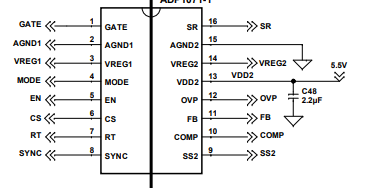 ADP1071-1
GATE 1 GATE SR 16 SR
AGND1 2 AGND1 AGND2 15
VREG1 3 VREG1 VREG2 14 VREG2
MODE 4 MODE VDD2 13 VDD2 5.5V
EN 5 EN OVP 12 OVP C48
2.2µF
CS 6 CS FB 11 FB
RT 7 RT COMP 10 COMP
SYNC 8 SYNC SS2 9 SS2